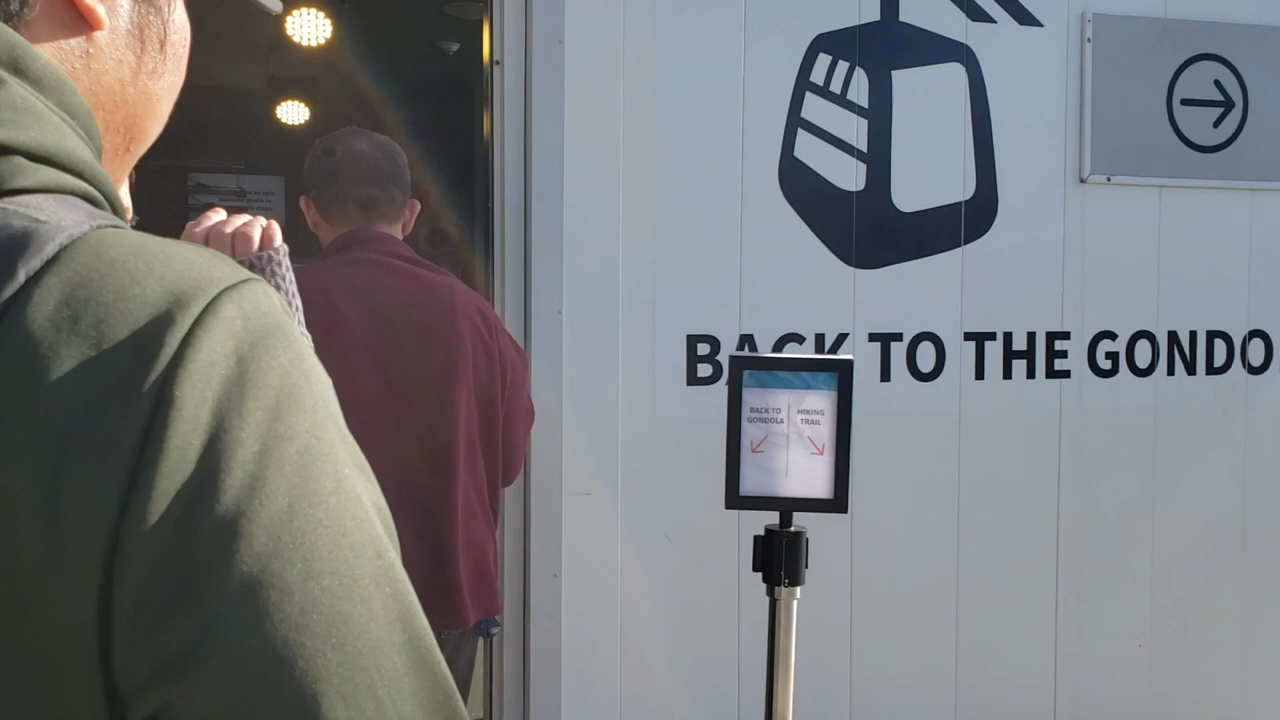 BACK TO THE GONDO
BACK TO
GONDOLA
HIKING
TRAIL